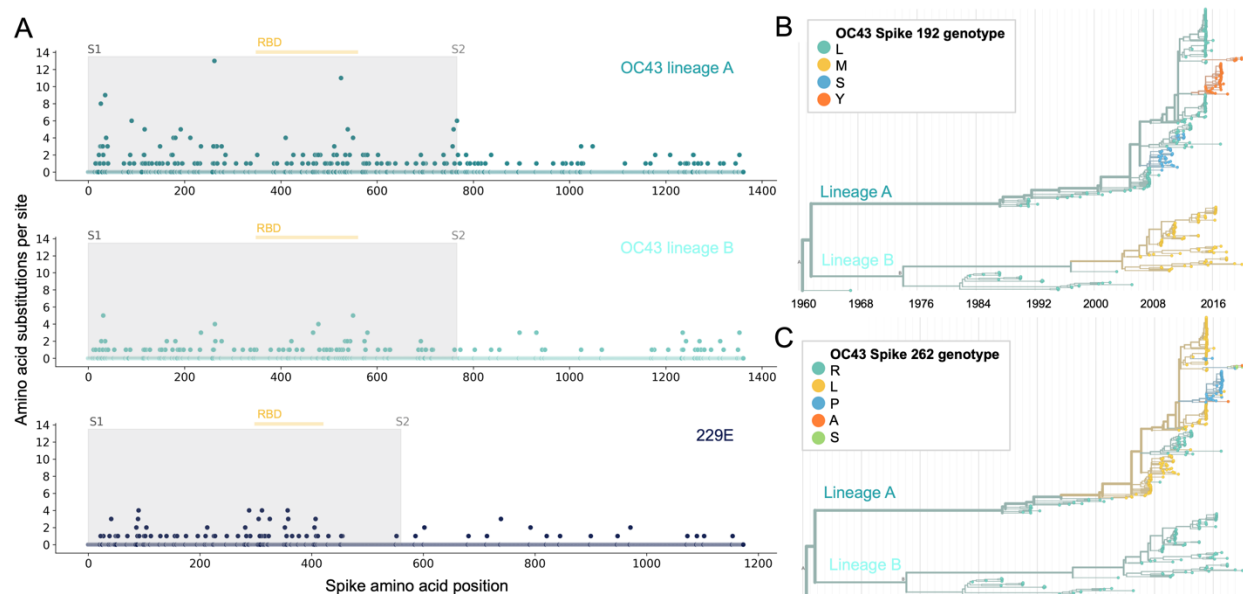 A
S1
RBD
S2
14
12
10
8
6
4
2
0
OC43 lineage A
0 200 400 600 800 1000 1200 1400
S1
RBD
S2
14
12
10
8
6
4
2
0
OC43 lineage B
0 200 400 600 800 1000 1200 1400
S1
RBD
S2
14
12
10
8
6
4
2
0
229E
0 200 400 600 800 1000 1200
Amino acid substitutions per site
Spike amino acid position
B
OC43 Spike 192 genotype
L
M
S
Y
Lineage A
Lineage B
A
B
1960 1968 1976 1984 1992 2000 2008 2016
C
OC43 Spike 262 genotype
R
L
P
A
S
Lineage A
Lineage B
A
B